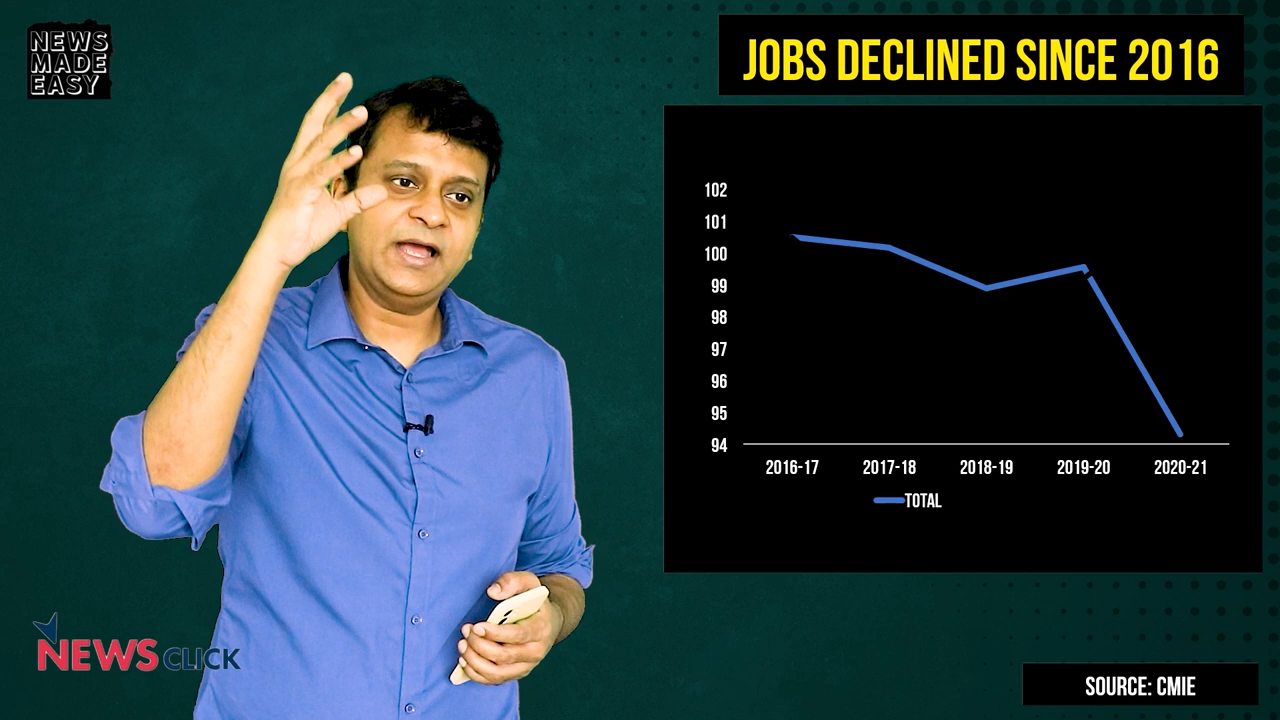 NEWS
MADE
EASY
JOBS DECLINED SINCE 2016
102
101
100
99
98
97
96
95
94
2016-17 2017-18 2018-19 2019-20 2020-21
TOTAL
NEWSCLICK
SOURCE: CMIE